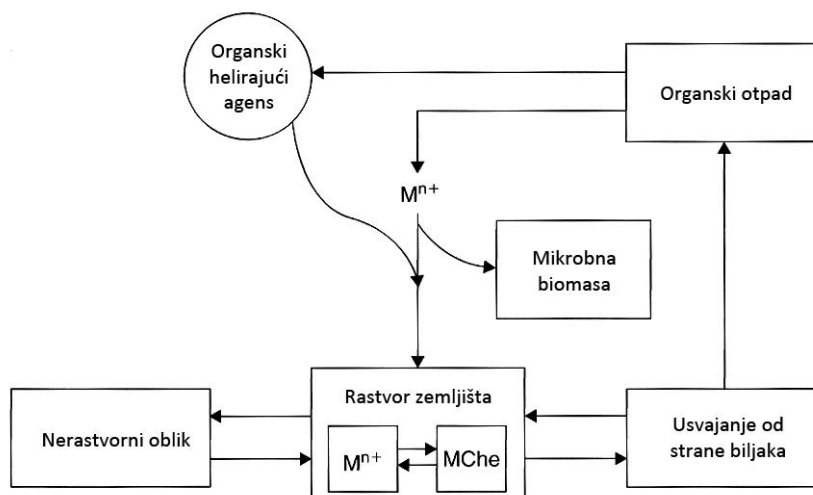 Organski
helirajući
agens
Organski otpad
Mⁿ⁺
Mikrobna
biomasa
Rastvor zemljišta
Mⁿ⁺
MChe
Nerastvorni oblik
Usvajanje od
strane biljaka